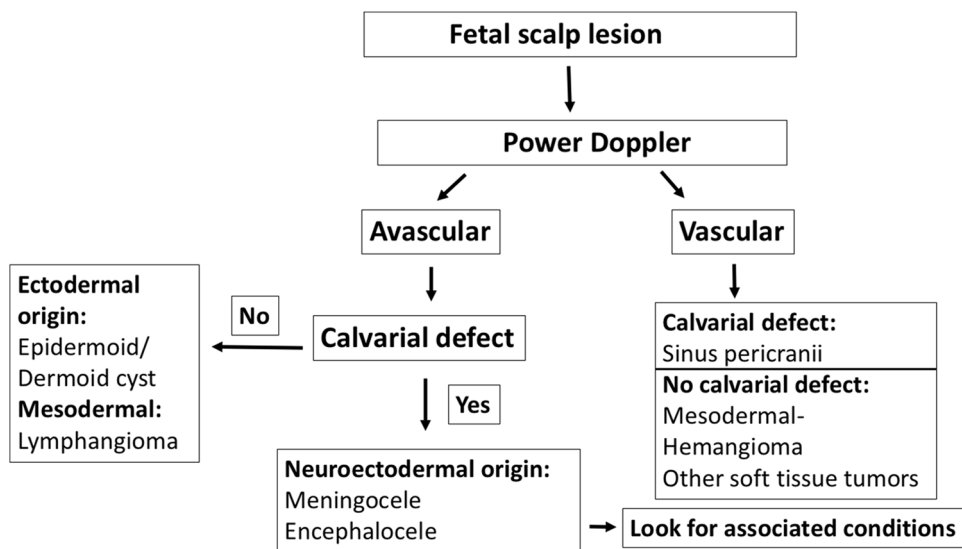 Fetal scalp lesion
Power Doppler
Avascular
Vascular
Ectodermal
origin:
Epidermoid/
Dermoid cyst
Mesodermal:
Lymphangioma
No
Calvarial defect
Yes
Calvarial defect:
Sinus pericranii
No calvarial defect:
Mesodermal-
Hemangioma
Other soft tissue tumors
Neuroectodermal origin:
Meningocele
Encephalocele
Look for associated conditions